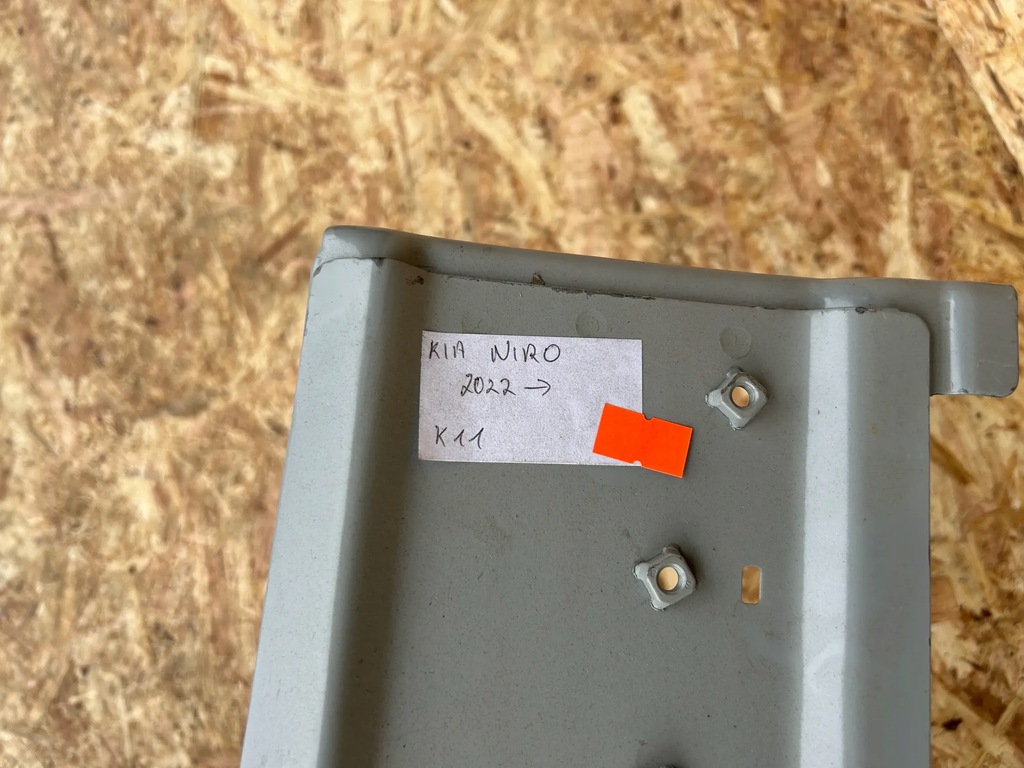 KIA NIRO
2022 →
K11